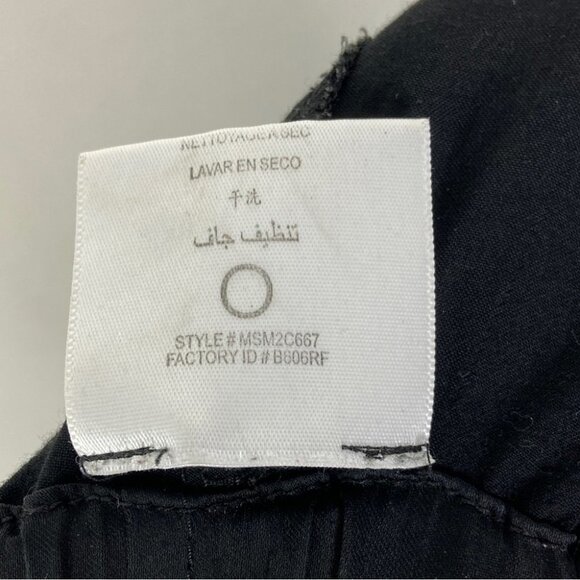 NETTOYAGE A SEC
LAVAR EN SECO
干洗
تنظيف جاف
STYLE # MSM2C667
FACTORY ID # B606RF